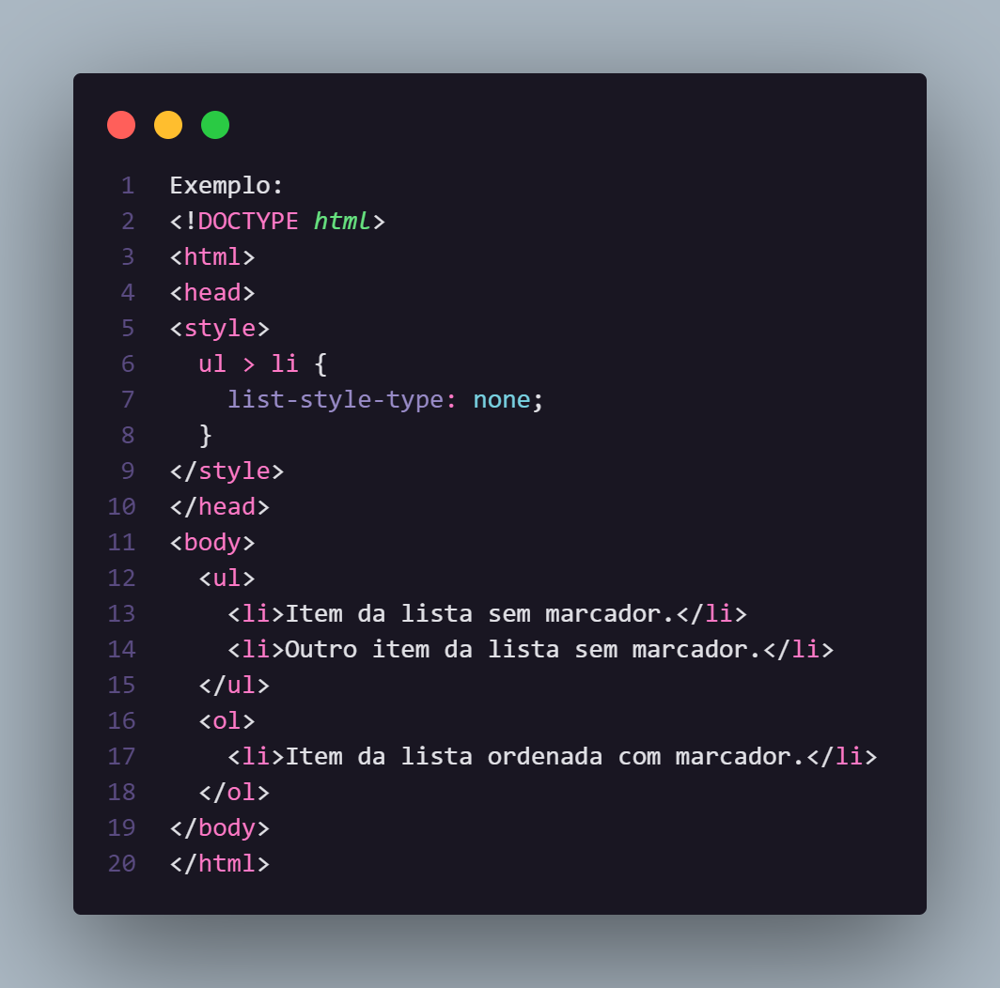 1 Exemplo:
2 <!DOCTYPE html>
3 <html>
4 <head>
5 <style>
6   ul > li {
7     list-style-type: none;
8   }
9 </style>
10 </head>
11 <body>
12   <ul>
13     <li>Item da lista sem marcador.</li>
14     <li>Outro item da lista sem marcador.</li>
15   </ul>
16   <ol>
17     <li>Item da lista ordenada com marcador.</li>
18   </ol>
19 </body>
20 </html>